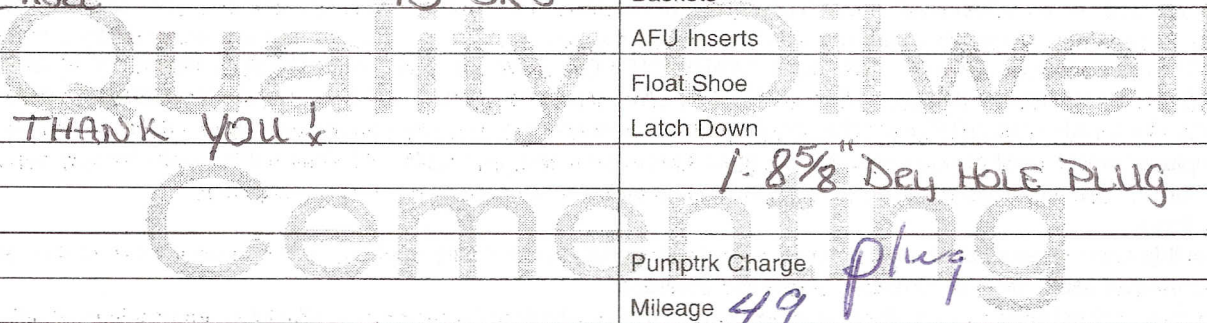 AFU Inserts
Float Shoe
THANK YOU!
Latch Down
1 - 8 5/8" Dry HOLE PLUG
Pumptrk Charge plug
Mileage 49
Quality Oilwell
Cementing